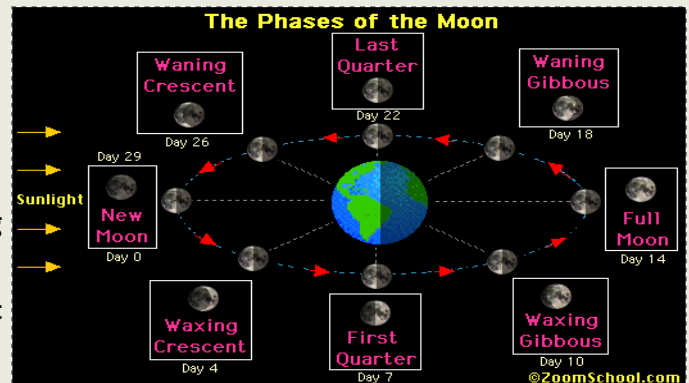 The Phases of the Moon
Last
Quarter
Day 22
Waning
Crescent
Day 26
Waning
Gibbous
Day 18
Day 29
New
Moon
Day 0
Sunlight
Full
Moon
Day 14
Waxing
Crescent
Day 4
First
Quarter
Day 7
Waxing
Gibbous
Day 10
©ZoomSchool.com